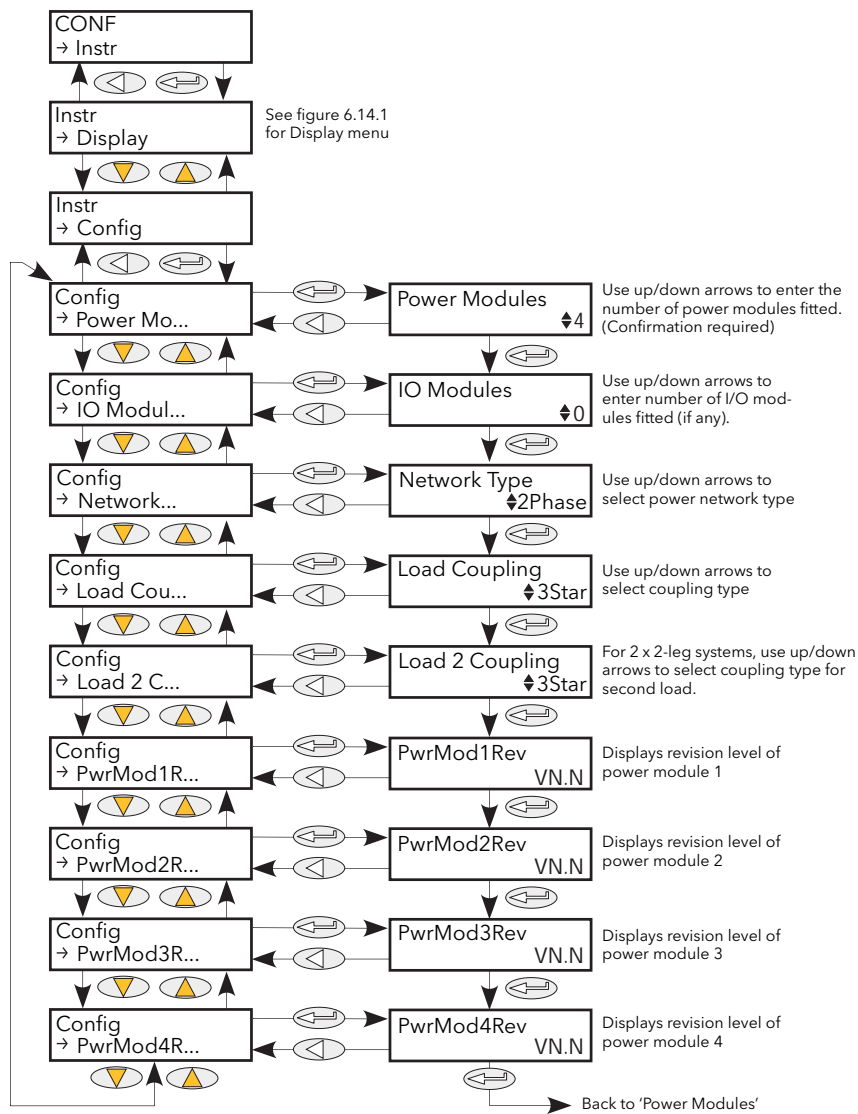 CONF
→ Instr
Instr
→ Display
See figure 6.14.1
for Display menu
Instr
→ Config
Config
→ Power Mo...
Power Modules
4
Use up/down arrows to enter the
number of power modules fitted.
(Confirmation required)
Config
→ IO Modul...
IO Modules
0
Use up/down arrows to
enter number of I/O mod-
ules fitted (if any).
Config
→ Network...
Network Type
2Phase
Use up/down arrows to
select power network type
Config
→ Load Cou...
Load Coupling
3Star
Use up/down arrows to
select coupling type
Config
→ Load 2 C...
Load 2 Coupling
3Star
For 2 x 2-leg systems, use up/down
arrows to select coupling type for
second load.
Config
→ PwrMod1R...
PwrMod1Rev
VN.N
Displays revision level of
power module 1
Config
→ PwrMod2R...
PwrMod2Rev
VN.N
Displays revision level of
power module 2
Config
→ PwrMod3R...
PwrMod3Rev
VN.N
Displays revision level of
power module 3
Config
→ PwrMod4R...
PwrMod4Rev
VN.N
Displays revision level of
power module 4
Back to 'Power Modules'